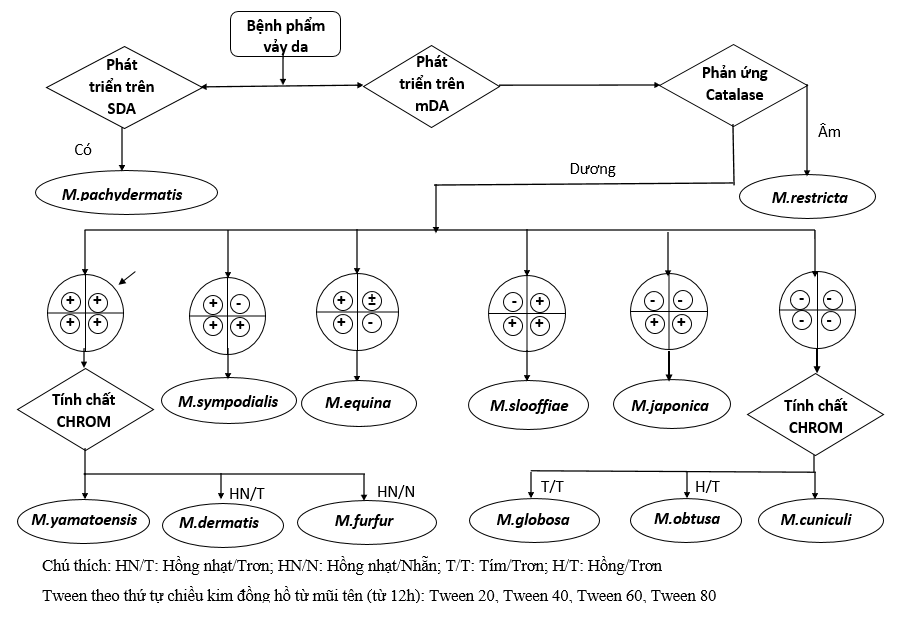 Bệnh phẩm
vảy da
Phát
triển trên
SDA
Phát
triển trên
mDA
Phản ứng
Catalase
Có
Âm
Dương
M.pachydermatis
M.restricta
+ +
+ +
+ -
+ +
+ ±
+ -
- +
+ +
- -
+ +
- -
- -
Tính chất
CHROM
M.sympodialis
M.equina
M.slooffiae
M.japonica
Tính chất
CHROM
HN/T
HN/N
T/T
H/T
M.yamatoensis
M.dermatis
M.furfur
M.globosa
M.obtusa
M.cuniculi
Chú thích: HN/T: Hồng nhạt/Trơn; HN/N: Hồng nhạt/Nhẵn; T/T: Tím/Trơn; H/T: Hồng/Trơn
Tween theo thứ tự chiều kim đồng hồ từ mũi tên (từ 12h): Tween 20, Tween 40, Tween 60, Tween 80